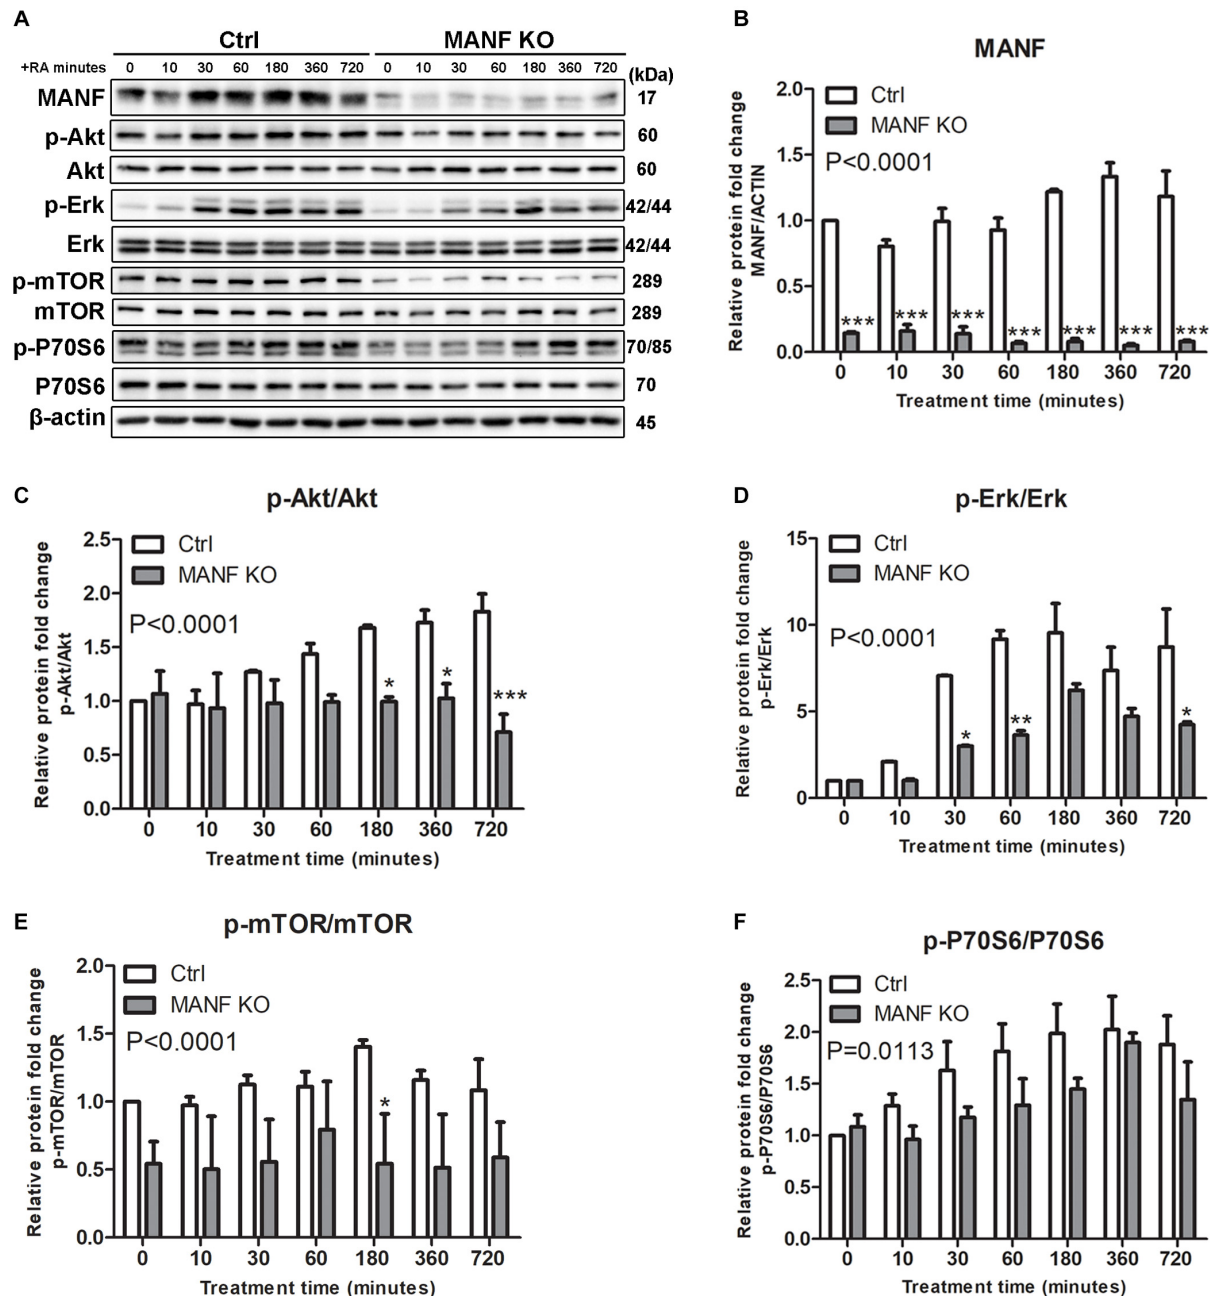 A
Ctrl MANF KO
+RA minutes 0 10 30 60 180 360 720 0 10 30 60 180 360 720 (kDa)
MANF 17
p-Akt 60
Akt 60
p-Erk 42/44
Erk 42/44
p-mTOR 289
mTOR 289
p-P70S6 70/85
P70S6 70
β-actin 45
B
MANF
Relative protein fold change
MANF/ACTIN
2.0
1.5
1.0
0.5
0.0
Ctrl
MANF KO
P<0.0001
*** *** *** *** *** *** ***
0 10 30 60 180 360 720
Treatment time (minutes)
C
p-Akt/Akt
Relative protein fold change
p-Akt/Akt
2.5
2.0
1.5
1.0
0.5
0.0
Ctrl
MANF KO
P<0.0001
* * ***
0 10 30 60 180 360 720
Treatment time (minutes)
D
p-Erk/Erk
Relative protein fold change
p-Erk/Erk
15
10
5
0
Ctrl
MANF KO
P<0.0001
* ** *
0 10 30 60 180 360 720
Treatment time (minutes)
E
p-mTOR/mTOR
Relative protein fold change
p-mTOR/mTOR
2.0
1.5
1.0
0.5
0.0
Ctrl
MANF KO
P<0.0001
*
0 10 30 60 180 360 720
Treatment time (minutes)
F
p-P70S6/P70S6
Relative protein fold change
p-P70S6/P70S6
2.5
2.0
1.5
1.0
0.5
0.0
Ctrl
MANF KO
P=0.0113
0 10 30 60 180 360 720
Treatment time (minutes)